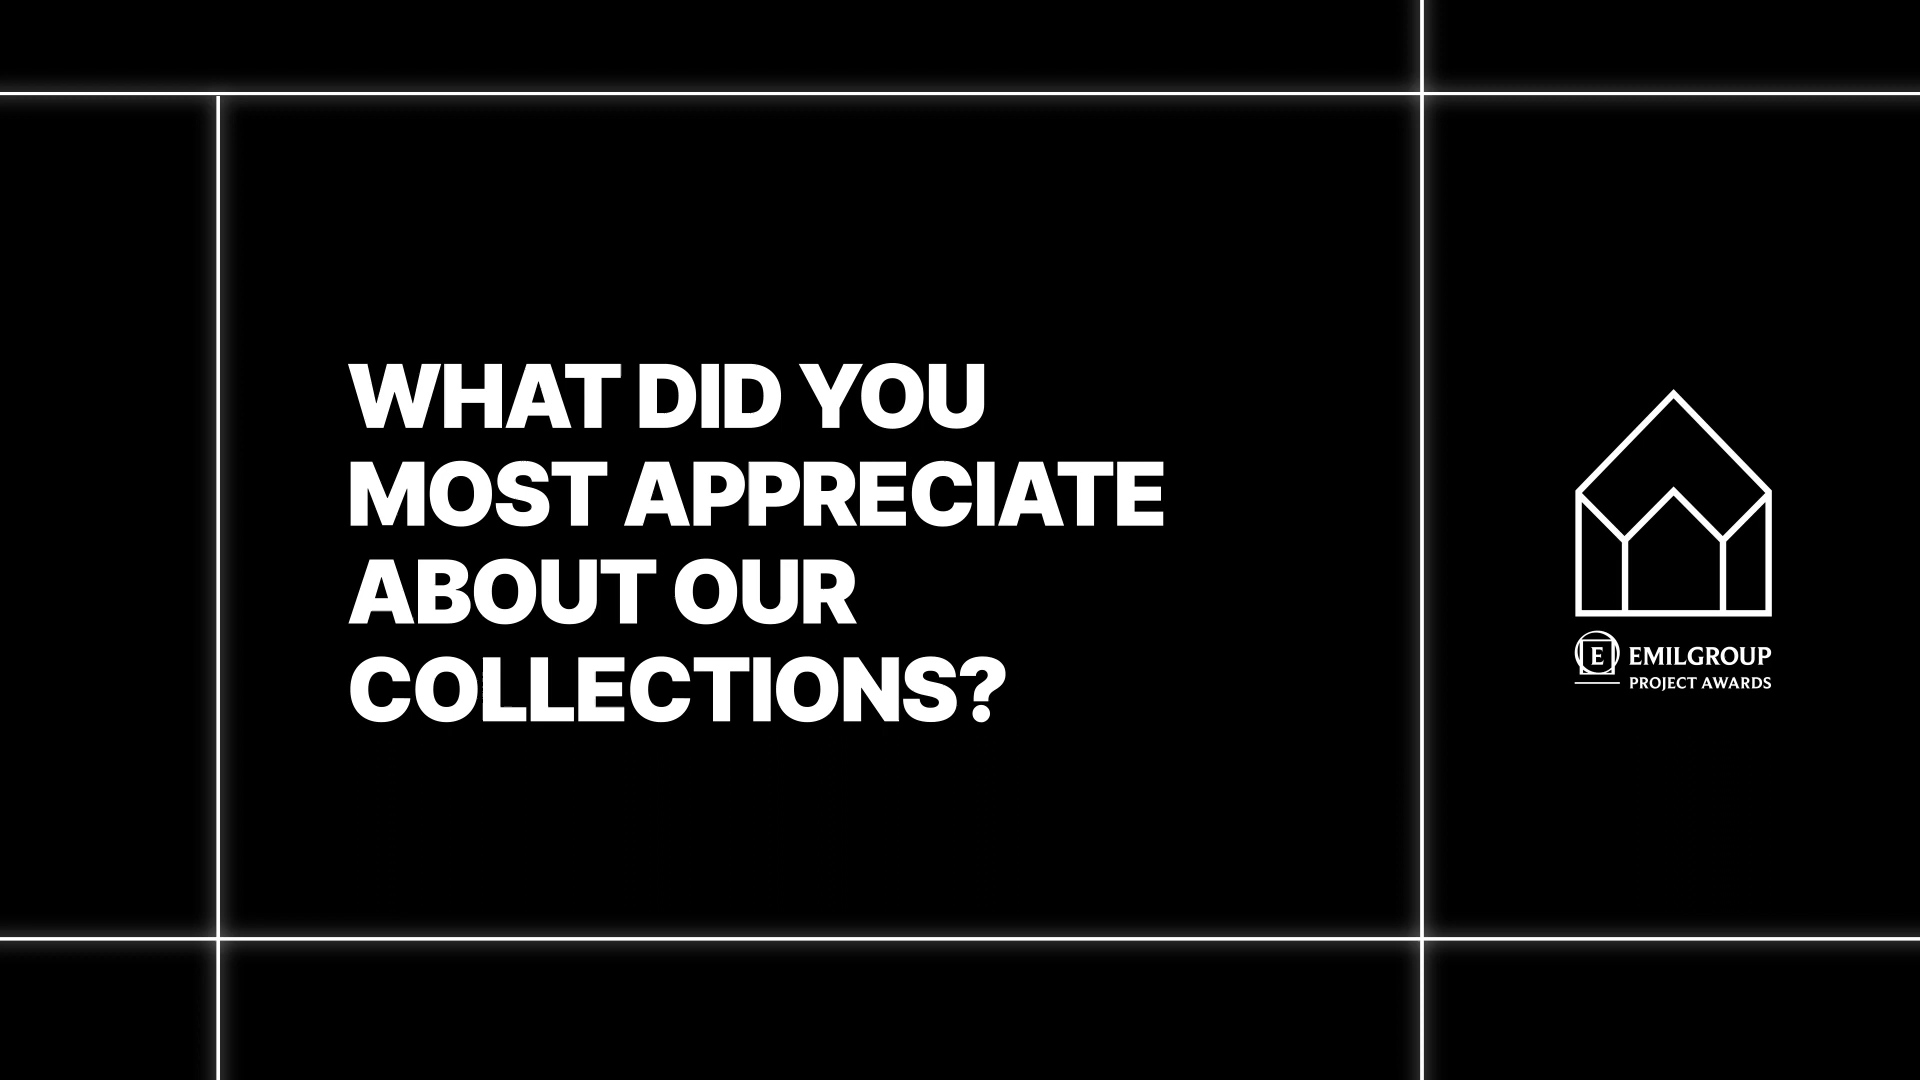 WHAT DID YOU
MOST APPRECIATE
ABOUT OUR
COLLECTIONS?
E EMILGROUP
PROJECT AWARDS